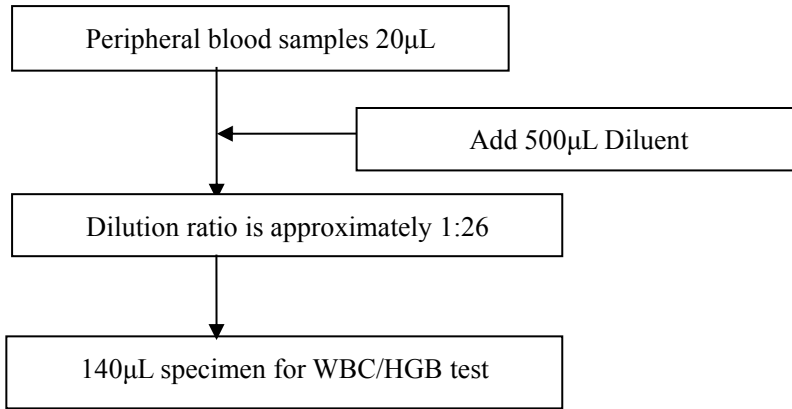 Peripheral blood samples 20μL
Add 500μL Diluent
Dilution ratio is approximately 1:26
140μL specimen for WBC/HGB test